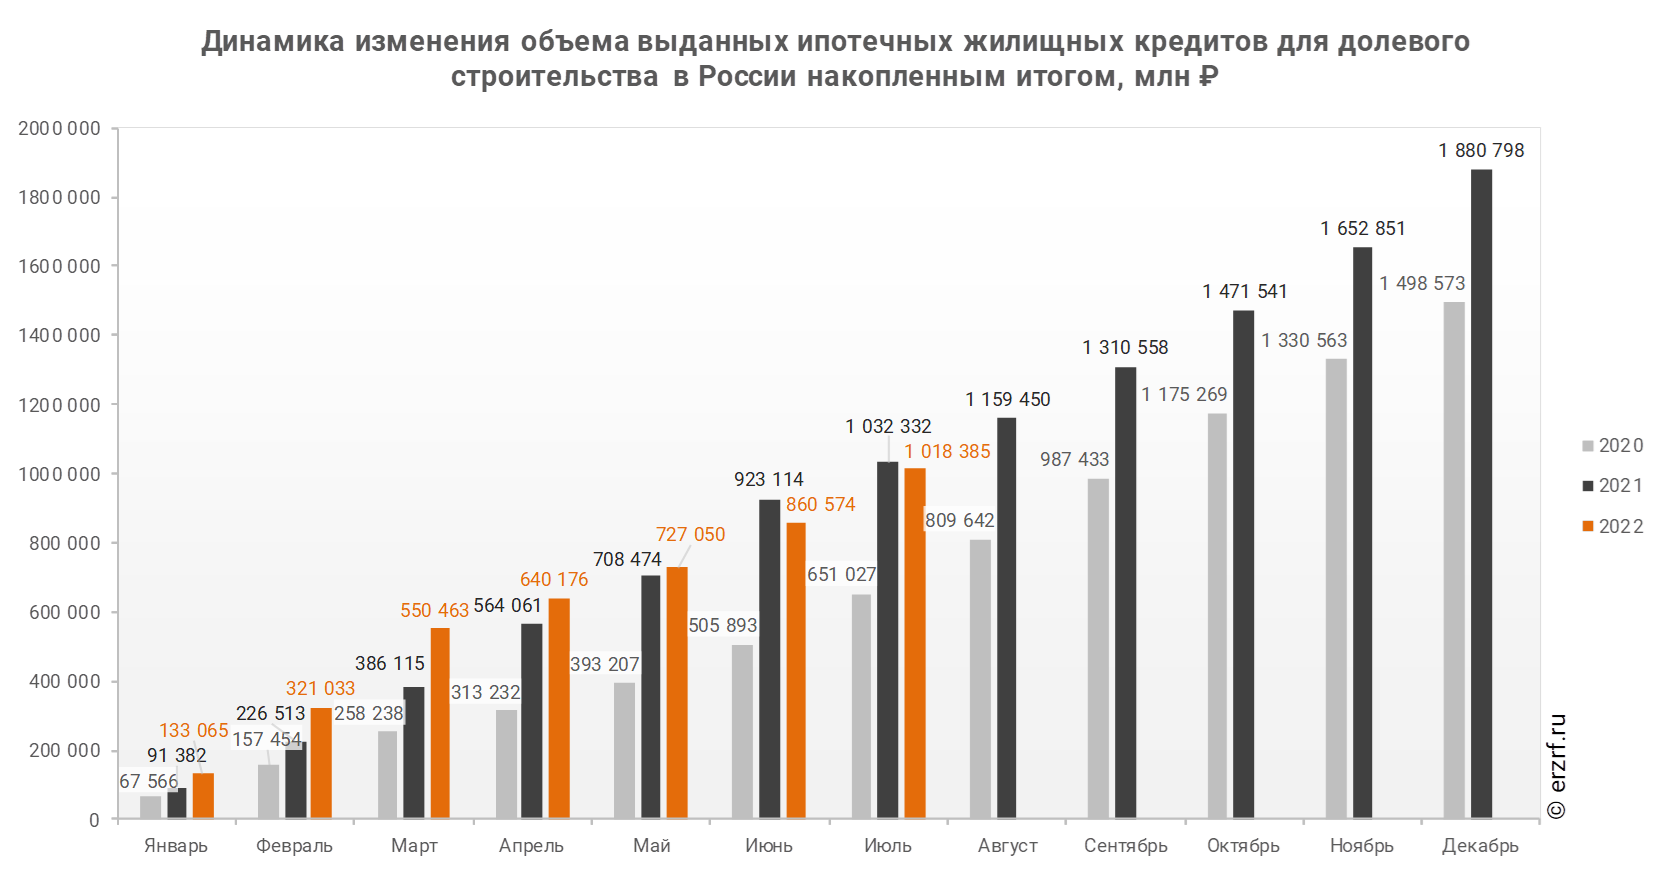 Динамика изменения объема выданных ипотечных жилищных кредитов для долевого
строительства в России накопленным итогом, млн ₽
2000 000
1800 000
1600 000
1400 000
1200 000
1000 000
800 000
600 000
400 000
200 000
0
67 566
91 382
133 065
157 454
226 513
321 033
258 238
386 115
550 463
313 232
564 061
640 176
393 207
708 474
727 050
505 893
923 114
860 574
651 027
1 032 332
1 018 385
809 642
1 159 450
987 433
1 310 558
1 175 269
1 471 541
1 330 563
1 652 851
1 498 573
1 880 798
Январь
Февраль
Март
Апрель
Май
Июнь
Июль
Август
Сентябрь
Октябрь
Ноябрь
Декабрь
2020
2021
2022
© erzrf.ru